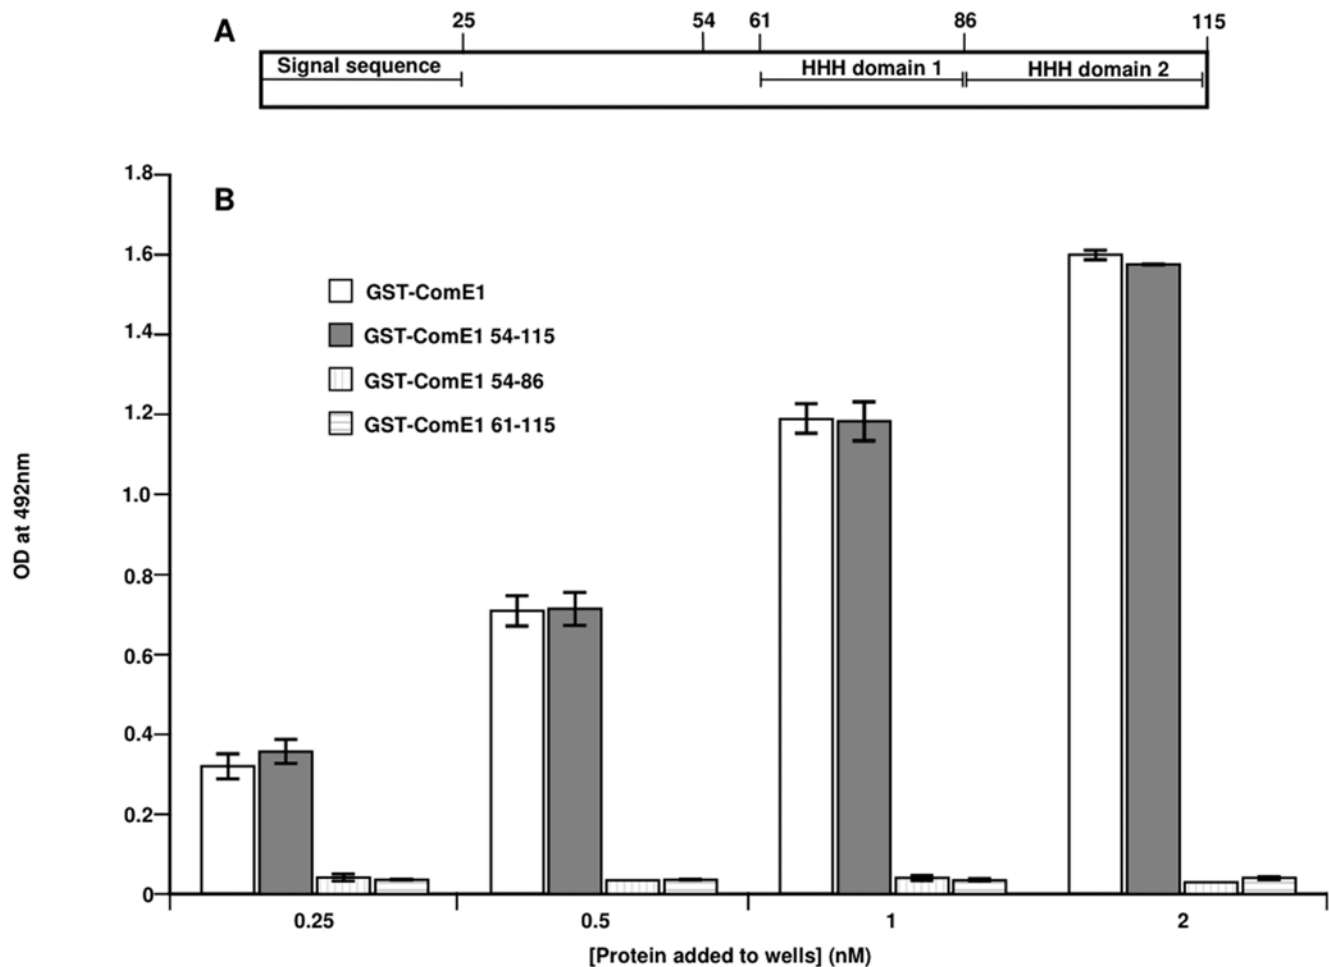 A
25 54 61 86 115
Signal sequence HHH domain 1 HHH domain 2
B
1.8
1.6
1.4
1.2
1.0
0.8
0.6
0.4
0.2
0
OD at 492nm
GST-ComE1
GST-ComE1 54-115
GST-ComE1 54-86
GST-ComE1 61-115
0.25 0.5 1 2
[Protein added to wells] (nM)